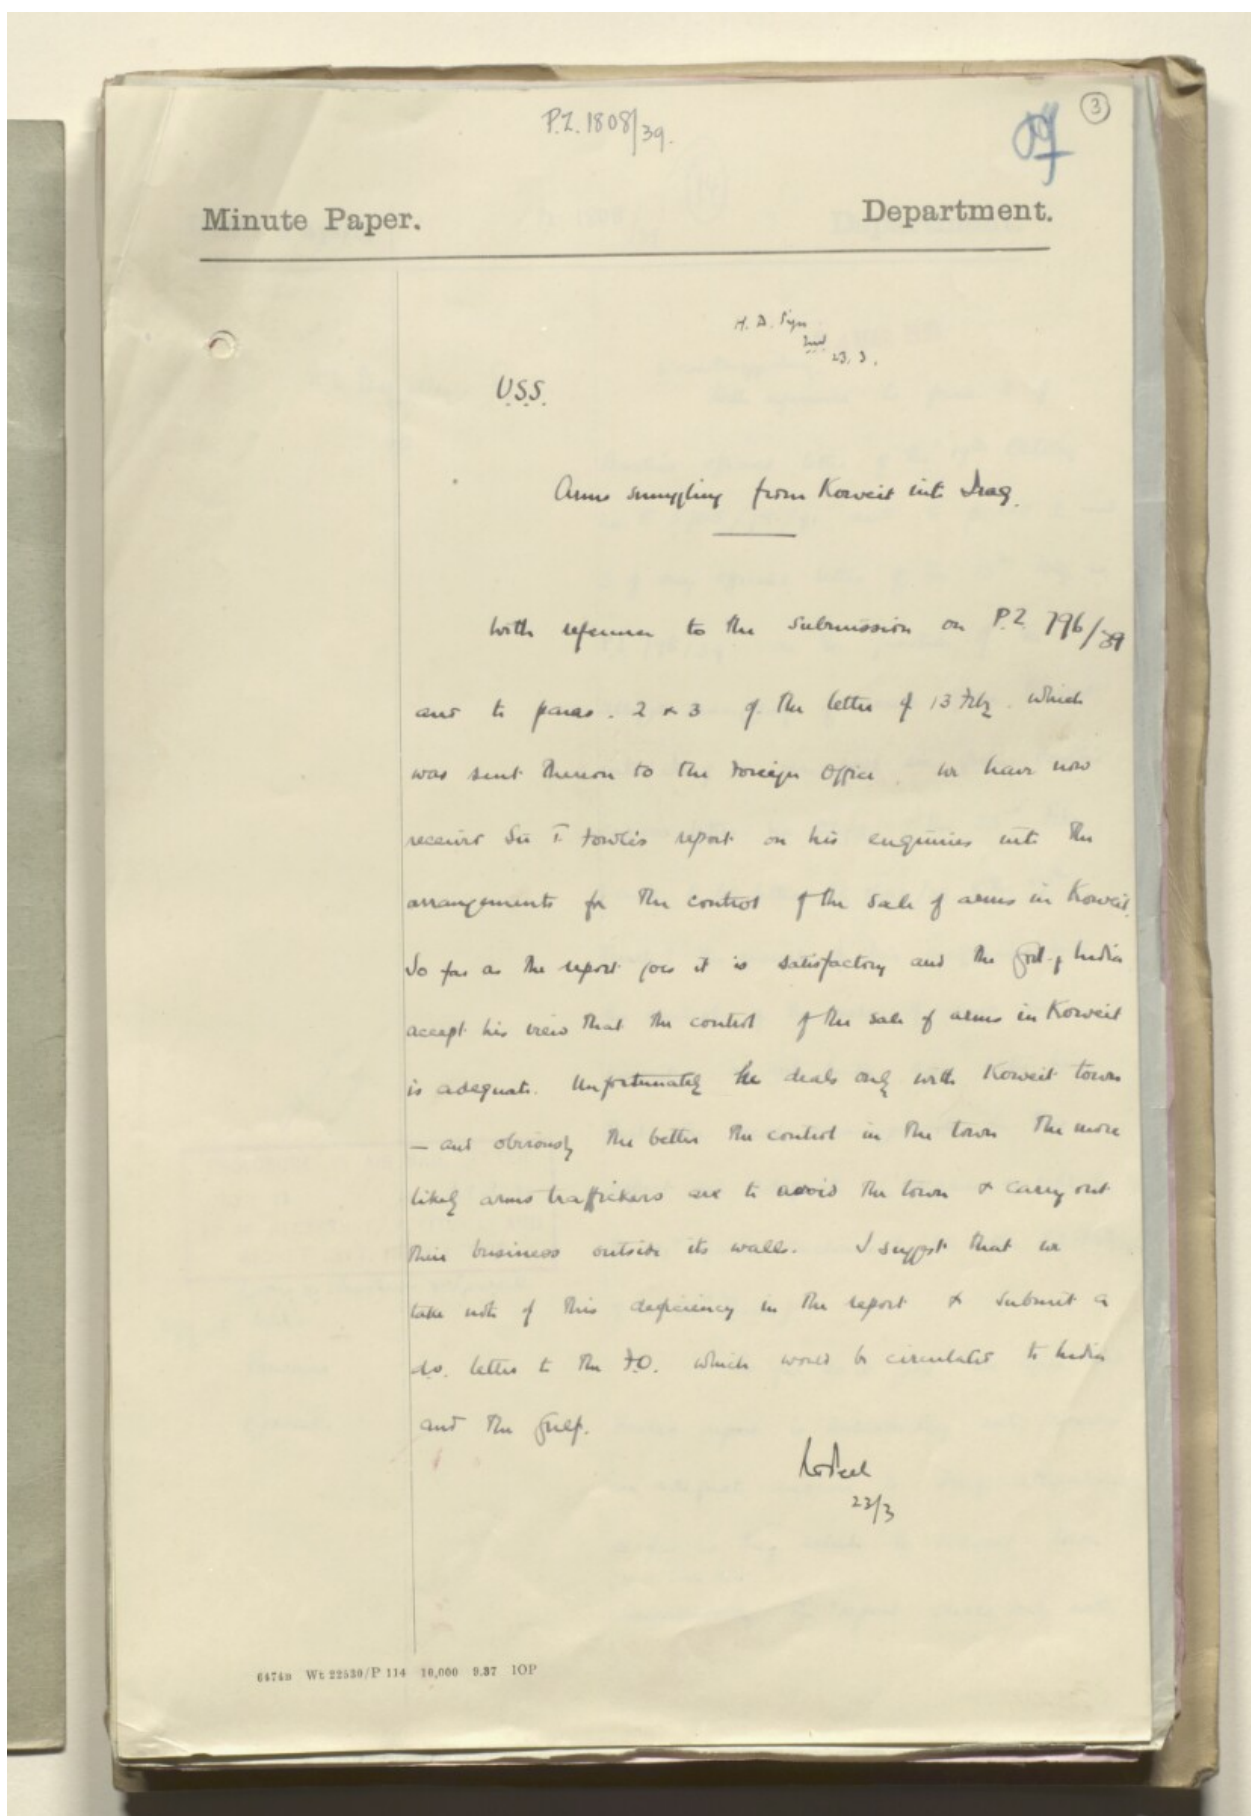 P.Z. 1808/39.
3
Minute Paper.
Department.
H. D.
23. 3.
U.S.S.
Arms smuggling from Koweit into Iraq.
With reference to the submission on P.Z. 796/39
and to paras. 2 & 3 of the letter of 13 Feb. which
was sent thereon to the Foreign Office we have now
received Sir T. Fowle's report on his enquiries into the
arrangements for the control of the sale of arms in Koweit.
So far as the report goes it is satisfactory and the Govt. of India
accept his view that the control of the sale of arms in Koweit
is adequate. Unfortunately he deals only with Koweit town
— and obviously the better the control in the town the more
likely arms traffickers are to avoid the town & carry out
their business outside its walls. I suggest that we
take note of this deficiency in the report & submit a
d.o. letter to the F.O. which would be circulated to India
and the Gulf.
Peel
23/3
6474B Wt 22530/P 114 10,000 9.37 IOP